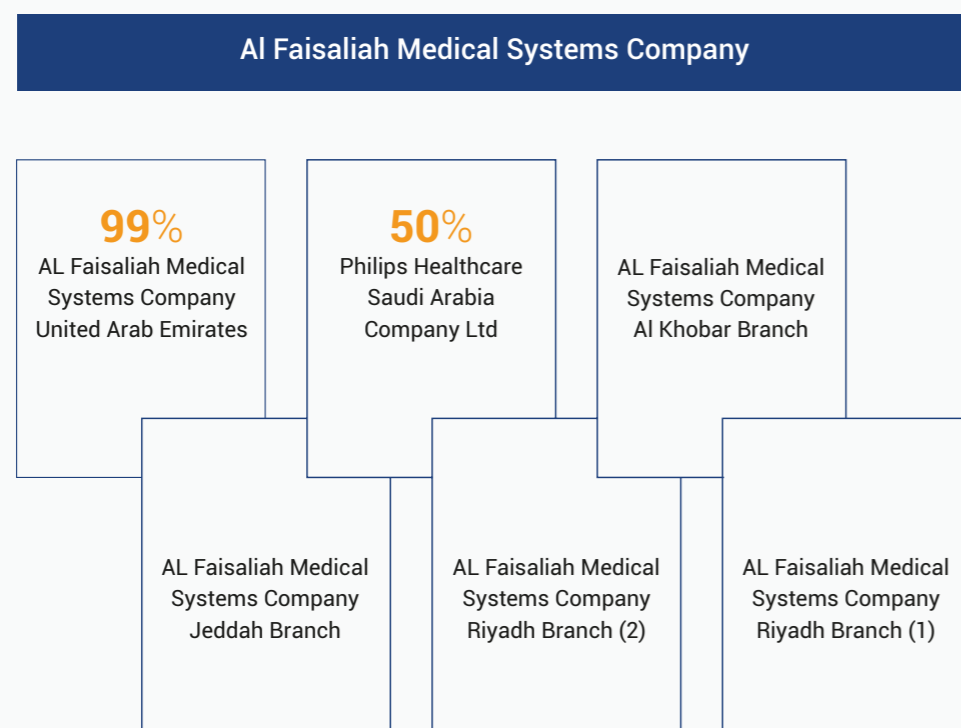 Al Faisaliah Medical Systems Company
99%
AL Faisaliah Medical
Systems Company
United Arab Emirates
50%
Philips Healthcare
Saudi Arabia
Company Ltd
AL Faisaliah Medical
Systems Company
Al Khobar Branch
AL Faisaliah Medical
Systems Company
Jeddah Branch
AL Faisaliah Medical
Systems Company
Riyadh Branch (2)
AL Faisaliah Medical
Systems Company
Riyadh Branch (1)